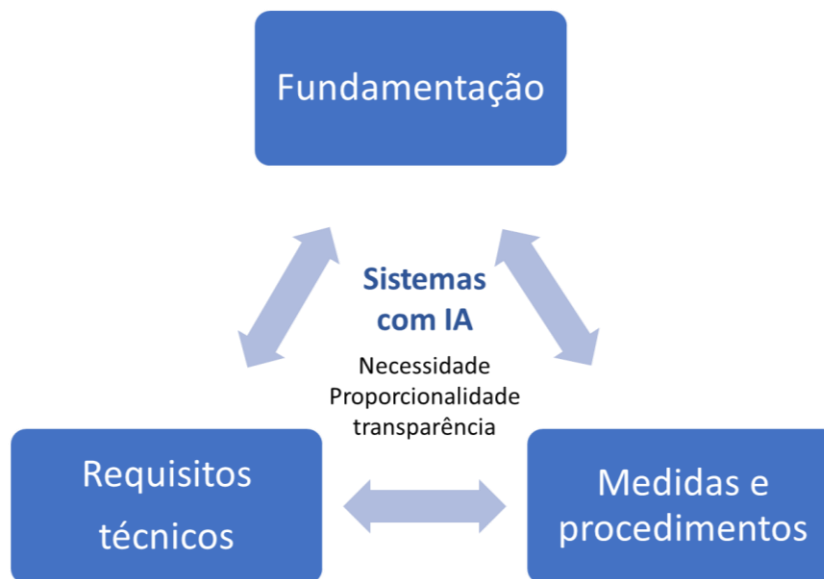 Fundamentação
Sistemas
com IA
Necessidade
Proporcionalidade
transparência
Requisitos
técnicos
Medidas e
procedimentos